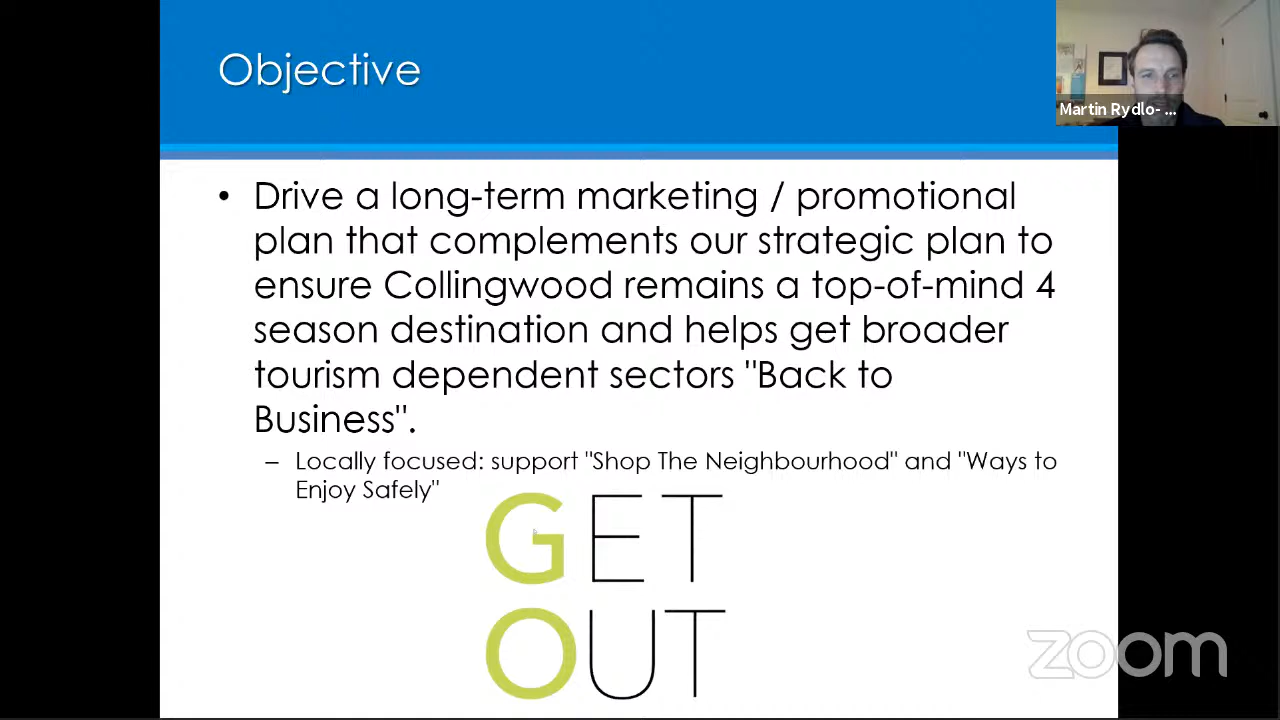 Objective
Martin Rydlo- ...
• Drive a long-term marketing / promotional
plan that complements our strategic plan to
ensure Collingwood remains a top-of-mind 4
season destination and helps get broader
tourism dependent sectors "Back to
Business".
– Locally focused: support "Shop The Neighbourhood" and "Ways to
Enjoy Safely"
GET
OUT
zoom